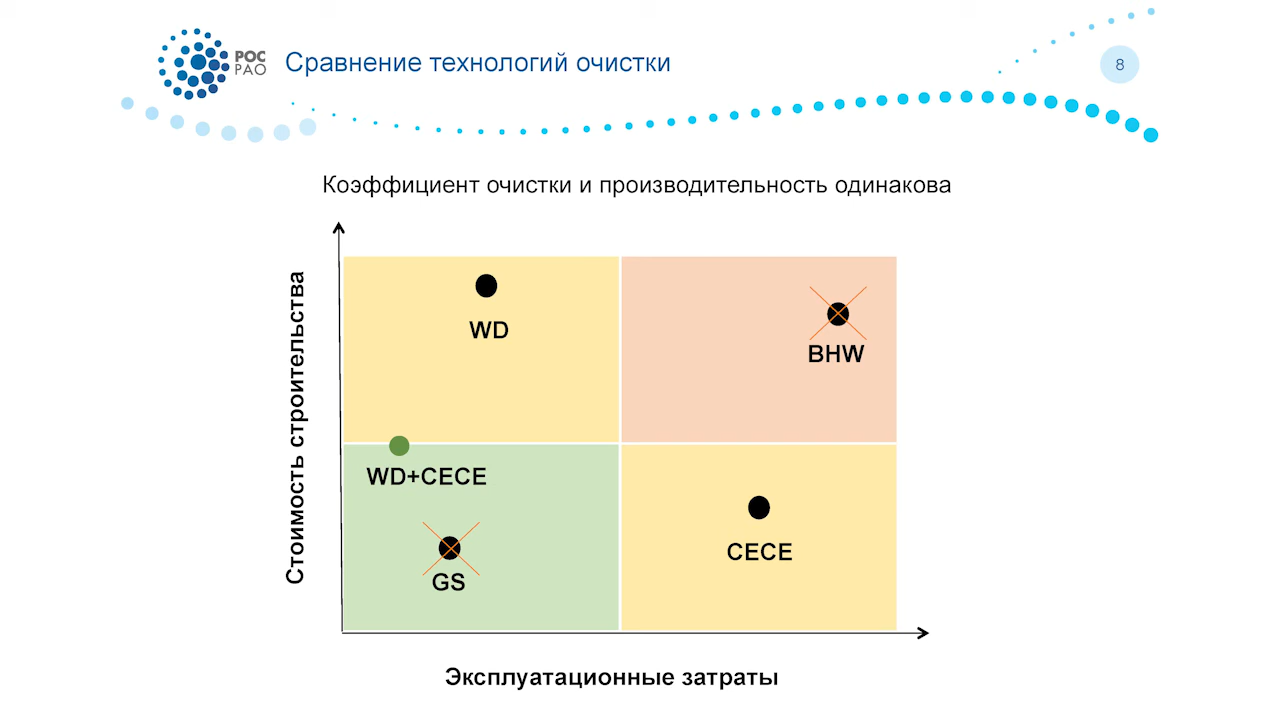 РОС
РАО
Сравнение технологий очистки
8
Коэффициент очистки и производительность одинакова
Стоимость строительства
WD
BHW
WD+CECE
CECE
GS
Эксплуатационные затраты